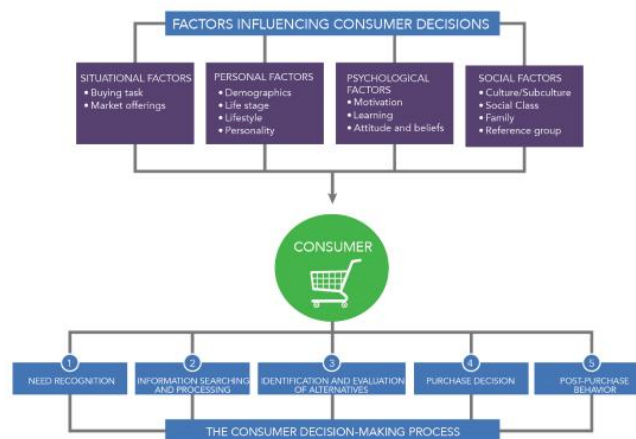 FACTORS INFLUENCING CONSUMER DECISIONS
SITUATIONAL FACTORS
• Buying task
• Market offerings
PERSONAL FACTORS
• Demographics
• Life stage
• Lifestyle
• Personality
PSYCHOLOGICAL
FACTORS
• Motivation
• Learning
• Attitude and beliefs
SOCIAL FACTORS
• Culture/Subculture
• Social Class
• Family
• Reference group
CONSUMER
1
NEED RECOGNITION
2
INFORMATION SEARCHING
AND PROCESSING
3
IDENTIFICATION AND EVALUATION
OF ALTERNATIVES
4
PURCHASE DECISION
5
POST-PURCHASE
BEHAVIOR
THE CONSUMER DECISION-MAKING PROCESS